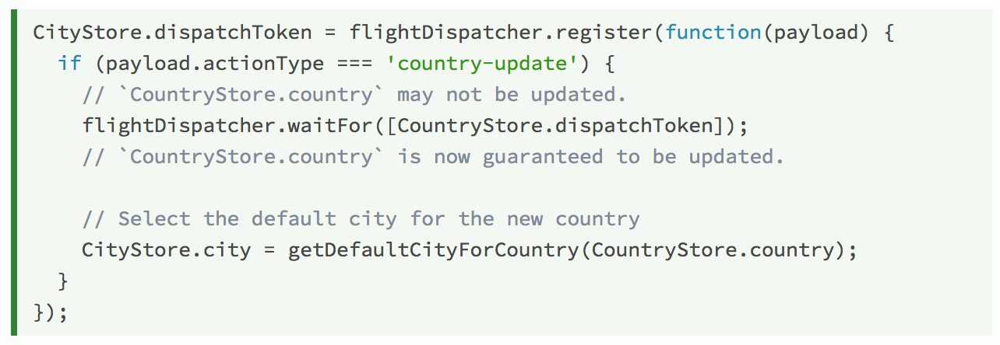 CityStore.dispatchToken = flightDispatcher.register(function(payload) {
  if (payload.actionType === 'country-update') {
    // `CountryStore.country` may not be updated.
    flightDispatcher.waitFor([CountryStore.dispatchToken]);
    // `CountryStore.country` is now guaranteed to be updated.

    // Select the default city for the new country
    CityStore.city = getDefaultCityForCountry(CountryStore.country);
  }
});